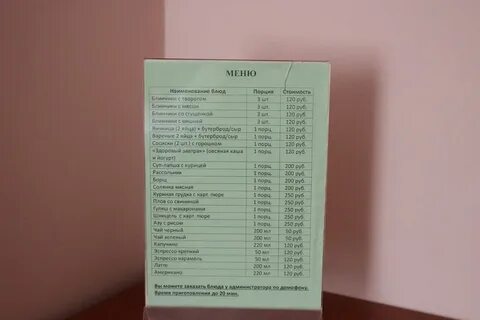 МЕНЮ
Наименование блюд Порция Стоимость
Блинчики с творогом 3 шт. 120 руб.
Блинчики с мясом 3 шт. 120 руб.
Блинчики со сгущенкой 3 шт. 120 руб.
Блинчики с вишней 3 шт. 120 руб.
Яичница (2 яйца) + бутерброд/сыр 1 порц. 120 руб.
Вареные 2 яйца + бутерброд/сыр 1 порц. 120 руб.
Сосиски (2 шт.) с горошком 1 порц. 120 руб.
«Здоровый завтрак» (овсяная каша 1 порц. 120 руб.
и йогурт)
Суп-лапша с курицей 1 порц. 200 руб.
Рассольник 1 порц. 200 руб.
Борщ 1 порц. 200 руб.
Солянка мясная 1 порц. 200 руб.
Куриная грудка с карт. пюре 1 порц. 250 руб.
Плов со свининой 1 порц. 250 руб.
Гуляш с макаронами 1 порц. 250 руб.
Шницель с карт. пюре 1 порц. 250 руб.
Азу с рисом 1 порц. 250 руб.
Чай черный 200 мл 50 руб.
Чай зеленый 200 мл 50 руб.
Капучино 220 мл 120 руб.
Эспрессо крепкий 50 мл 120 руб.
Эспрессо карамель 50 мл 120 руб.
Латте 200 мл 120 руб.
Американо 220 мл 120 руб.
Вы можете заказать блюда у администратора по домофону.
Время приготовления до 20 мин.